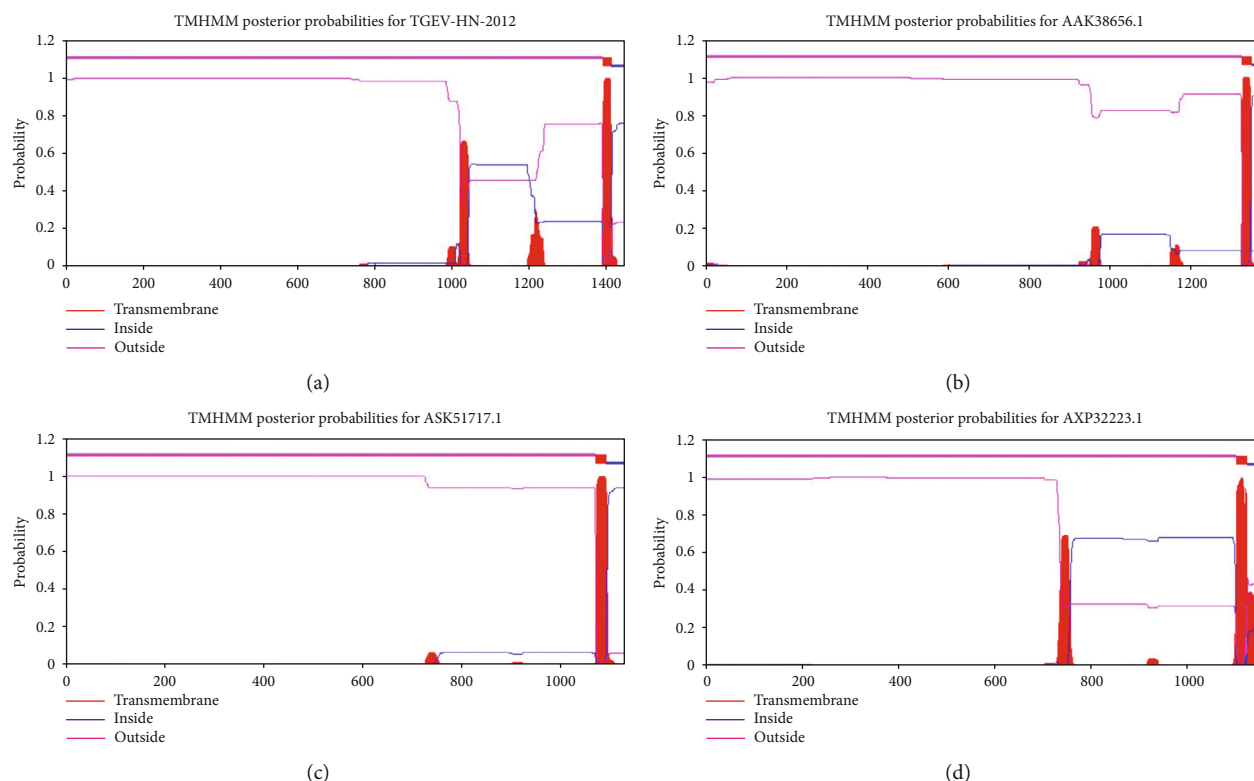 TMHMM posterior probabilities for TGEV-HN-2012
1.2
1
0.8
0.6
0.4
0.2
0
Probability
0 200 400 600 800 1000 1200 1400
Transmembrane
Inside
Outside
(a)
TMHMM posterior probabilities for AAK38656.1
1.2
1
0.8
0.6
0.4
0.2
0
Probability
0 200 400 600 800 1000 1200
Transmembrane
Inside
Outside
(b)
TMHMM posterior probabilities for ASK51717.1
1.2
1
0.8
0.6
0.4
0.2
0
Probability
0 200 400 600 800 1000
Transmembrane
Inside
Outside
(c)
TMHMM posterior probabilities for AXP32223.1
1.2
1
0.8
0.6
0.4
0.2
0
Probability
0 200 400 600 800 1000
Transmembrane
Inside
Outside
(d)